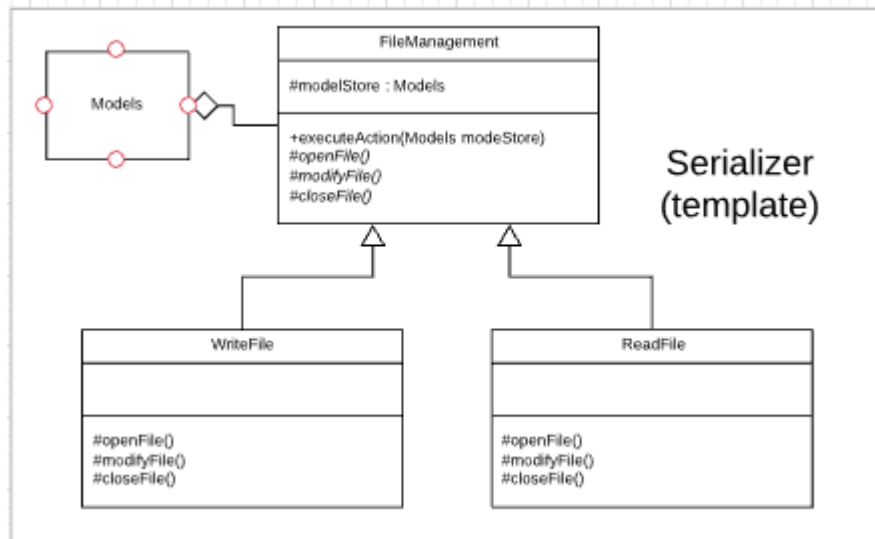 FileManagement
#modelStore : Models
Models
+executeAction(Models modeStore)
#openFile()
#modifyFile()
#closeFile()
Serializer
(template)
WriteFile
#openFile()
#modifyFile()
#closeFile()
ReadFile
#openFile()
#modifyFile()
#closeFile()